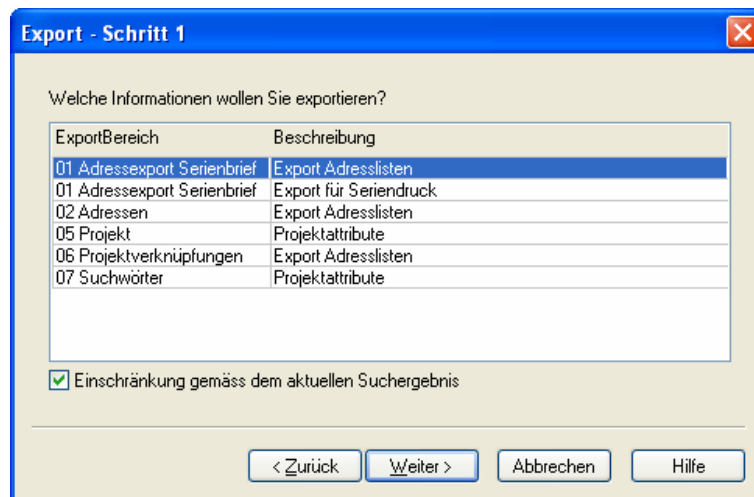 Export - Schritt 1
Welche Informationen wollen Sie exportieren?
ExportBereich Beschreibung
01 Adressexport Serienbrief Export Adresslisten
01 Adressexport Serienbrief Export für Seriendruck
02 Adressen Export Adresslisten
05 Projekt Projektattribute
06 Projektverknüpfungen Export Adresslisten
07 Suchwörter Projektattribute
Einschränkung gemäss dem aktuellen Suchergebnis
< Zurück Weiter > Abbrechen Hilfe